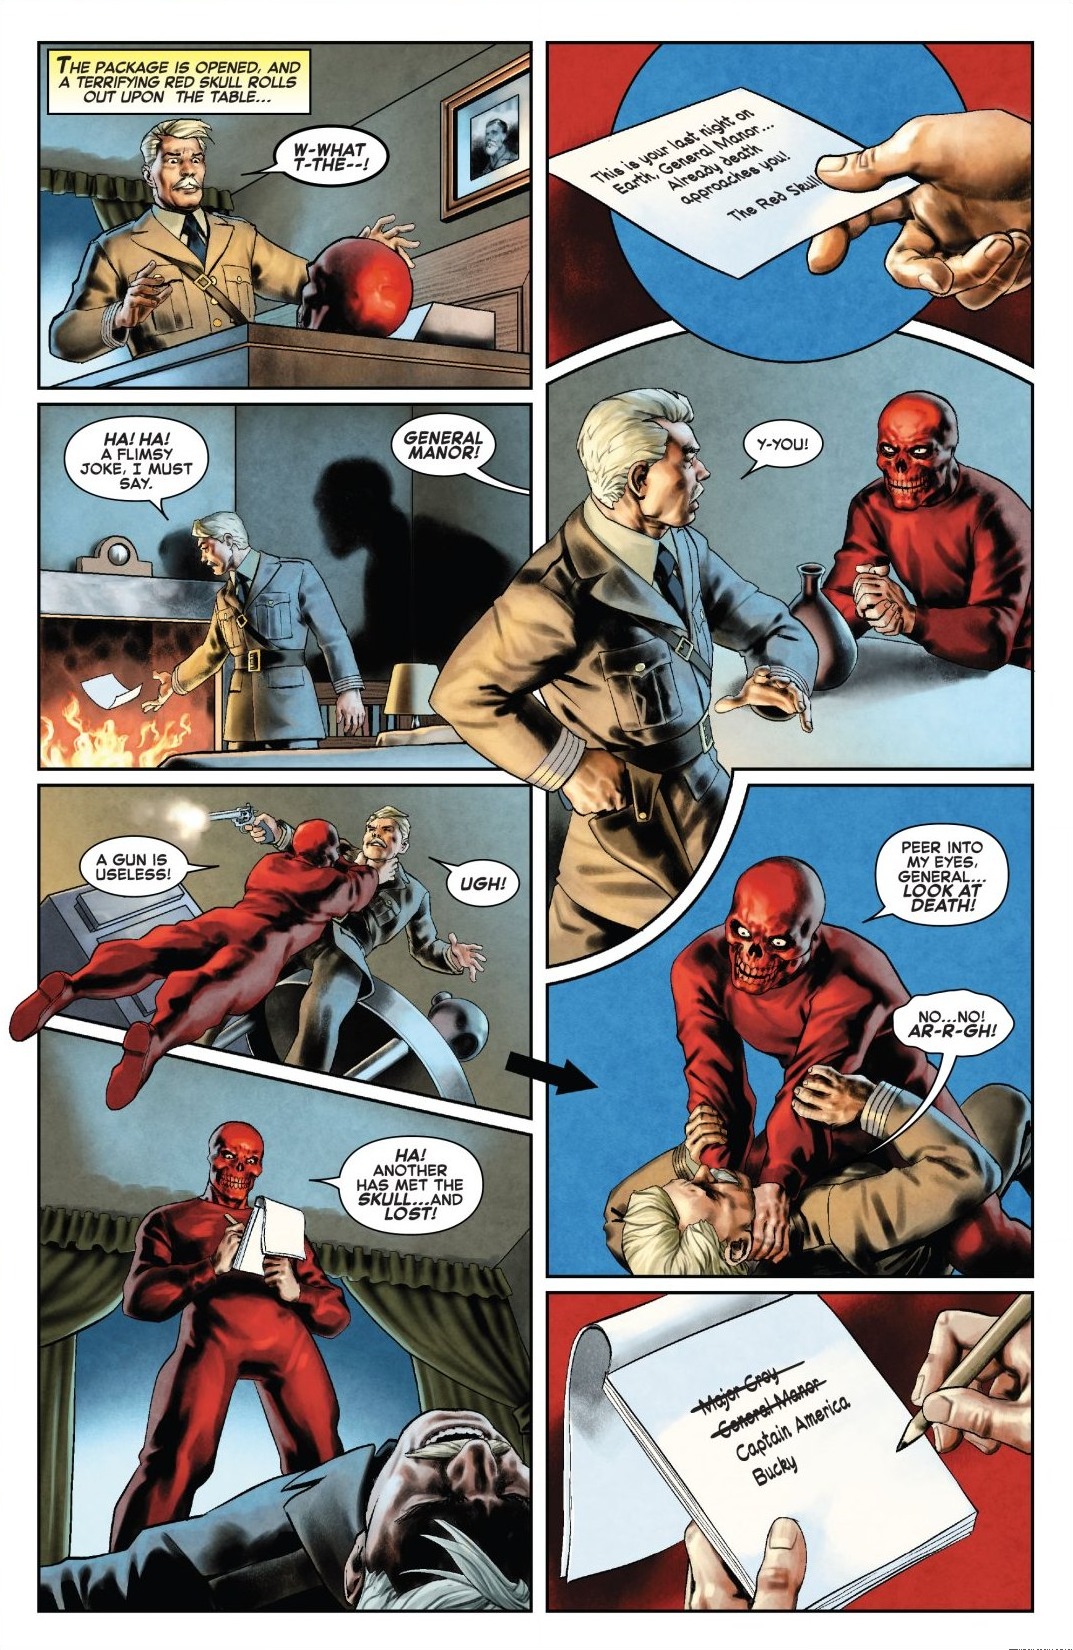 THE PACKAGE IS OPENED, AND
A TERRIFYING RED SKULL ROLLS
OUT UPON THE TABLE...
W-WHAT
T-THE--!
This is your last night on
Earth, General Manor...
Already death
approaches you!
The Red Skull
HA! HA!
A FLIMSY
JOKE, I MUST
SAY.
GENERAL
MANOR!
Y-YOU!
A GUN IS
USELESS!
UGH!
PEER INTO
MY EYES,
GENERAL...
LOOK AT
DEATH!
NO...NO!
AR-R-GH!
HA!
ANOTHER
HAS MET THE
SKULL...AND
LOST!
Major Croy
General Manor
Captain America
Bucky